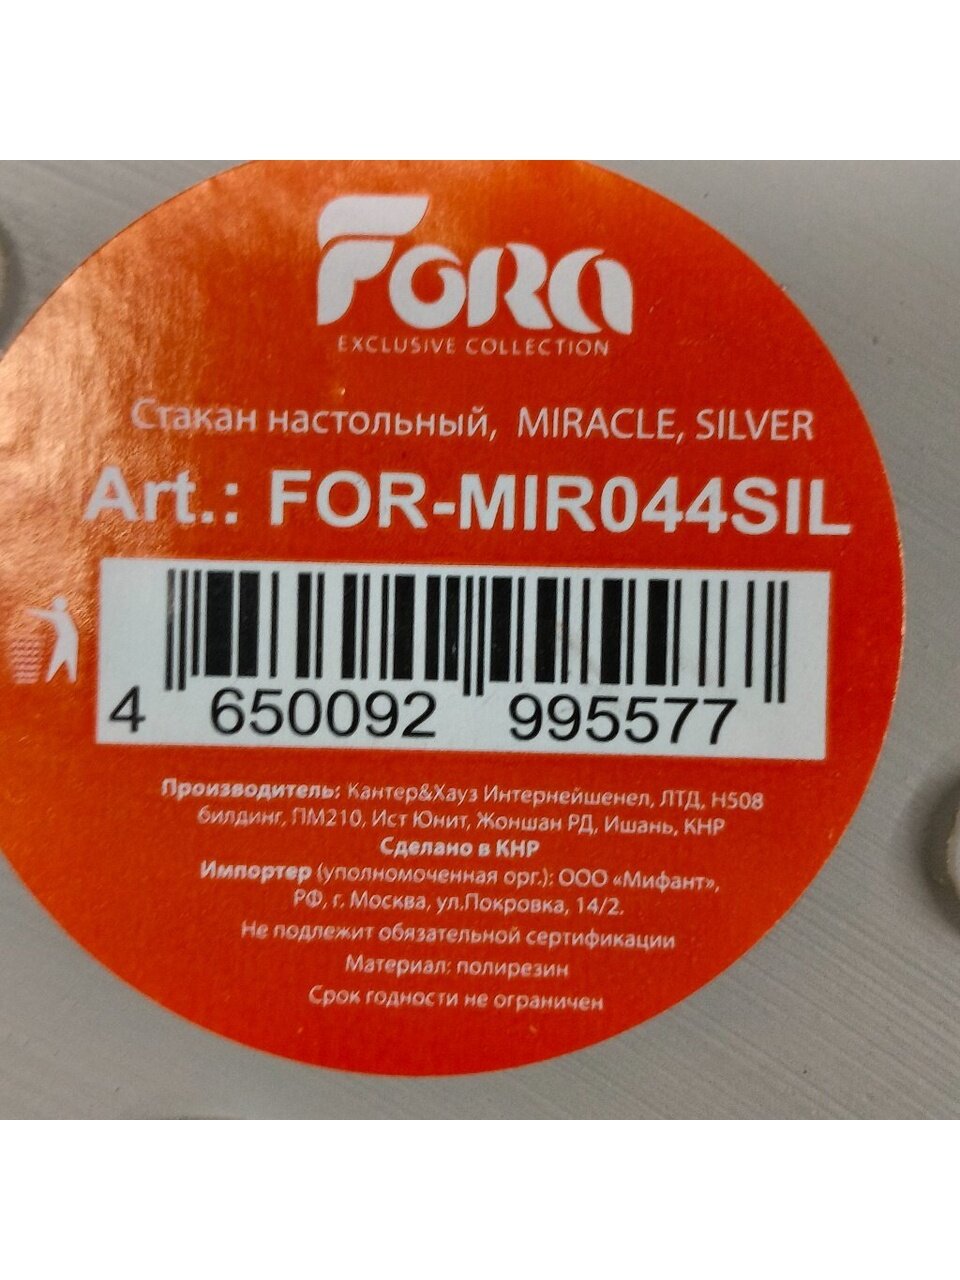 FORA
EXCLUSIVE COLLECTION
Стакан настольный, MIRACLE, SILVER
Art.: FOR-MIR044SIL
4 650092 995577
Производитель: Кантер&Хауз Интернейшенел, ЛТД, Н508
билдинг, ПМ210, Ист Юнит, Жоншан РД, Ишань, КНР
Сделано в КНР
Импортер (уполномоченная орг.): ООО «Мифант»,
РФ, г. Москва, ул.Покровка, 14/2.
Не подлежит обязательной сертификации
Материал: полирезин
Срок годности не ограничен